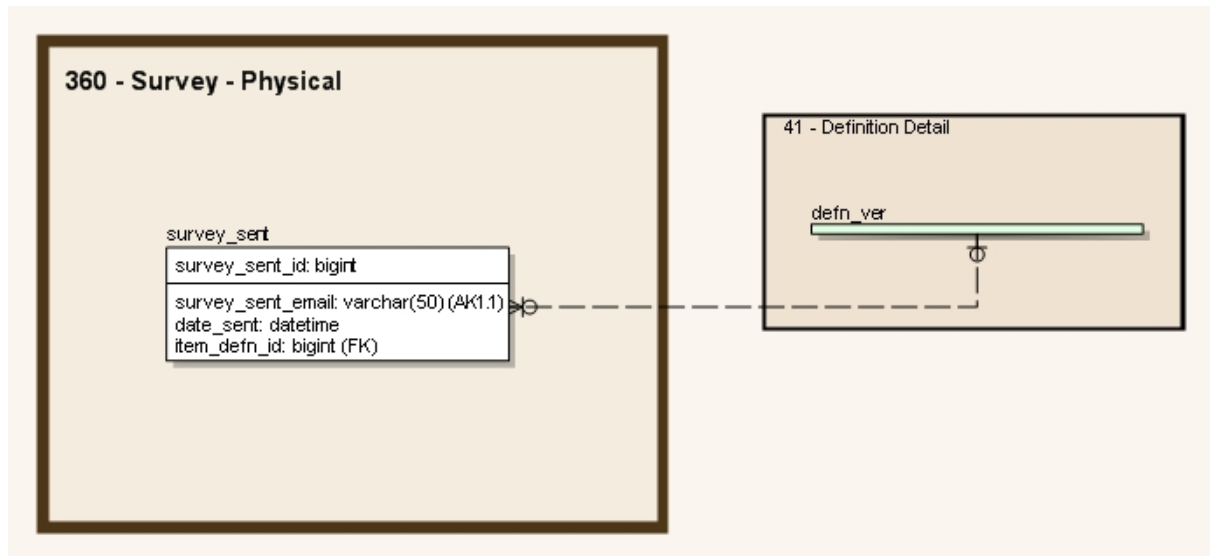 360 - Survey - Physical
41 - Definition Detail
defn_ver
survey_sent
survey_sent_id: bigint
survey_sent_email: varchar(50) (AK1.1)
date_sent: datetime
item_defn_id: bigint (FK)